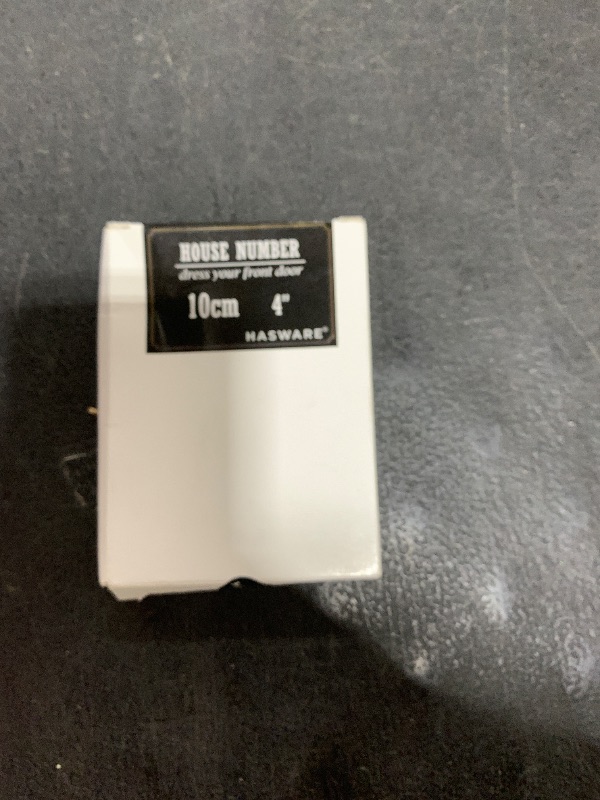 HOUSE NUMBER
dress your front door
10cm 4"
HASWARE®